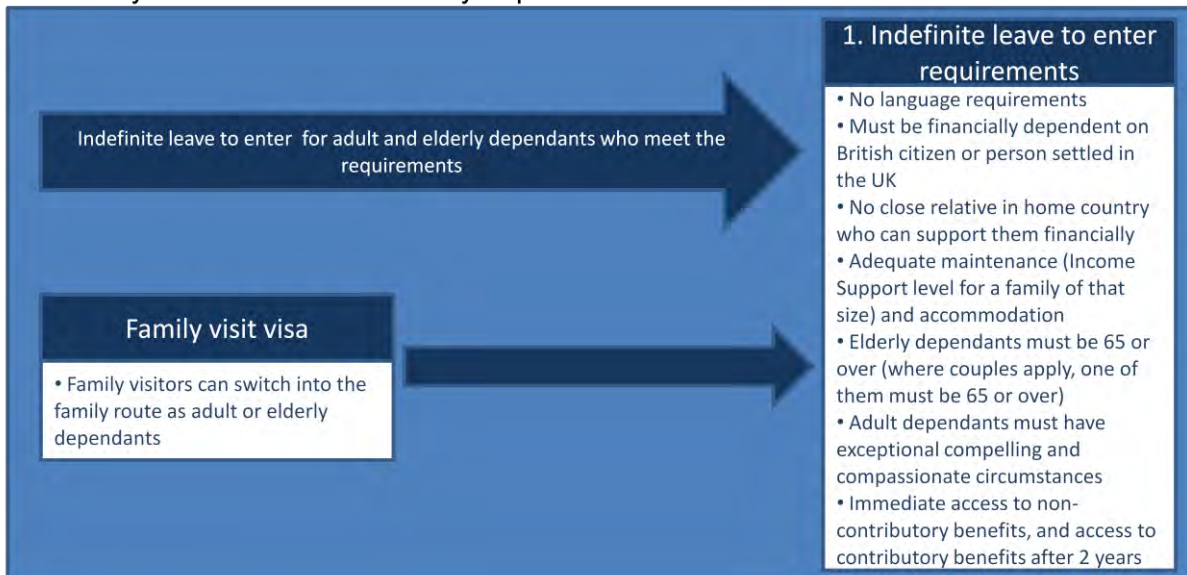 Indefinite leave to enter for adult and elderly dependants who meet the
requirements
Family visit visa
• Family visitors can switch into the
family route as adult or elderly
dependants
1. Indefinite leave to enter
requirements
• No language requirements
• Must be financially dependent on
British citizen or person settled in
the UK
• No close relative in home country
who can support them financially
• Adequate maintenance (Income
Support level for a family of that
size) and accommodation
• Elderly dependants must be 65 or
over (where couples apply, one of
them must be 65 or over)
• Adult dependants must have
exceptional compelling and
compassionate circumstances
• Immediate access to non-
contributory benefits, and access to
contributory benefits after 2 years